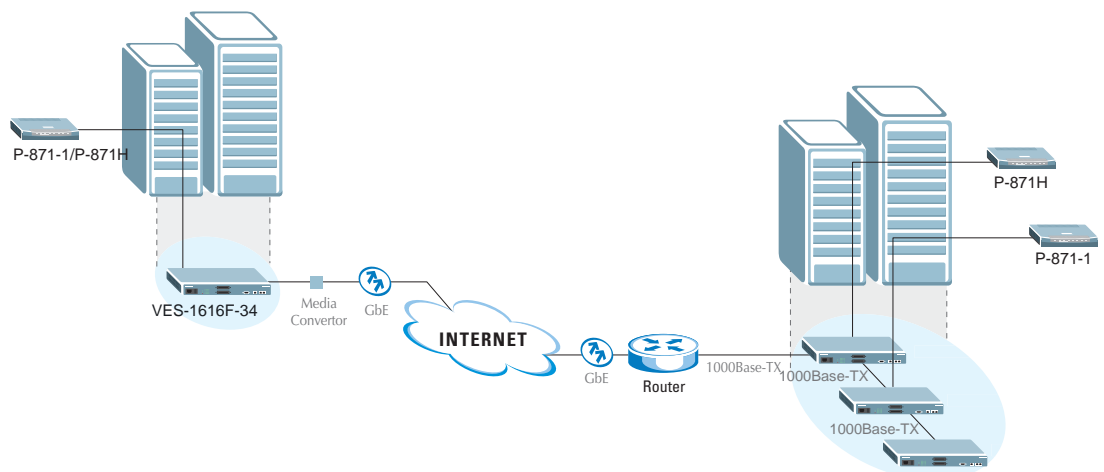 P-871-1/P-871H
VES-1616F-34
Media
Convertor
GbE
INTERNET
GbE
Router
1000Base-TX
P-871H
P-871-1
1000Base-TX
1000Base-TX